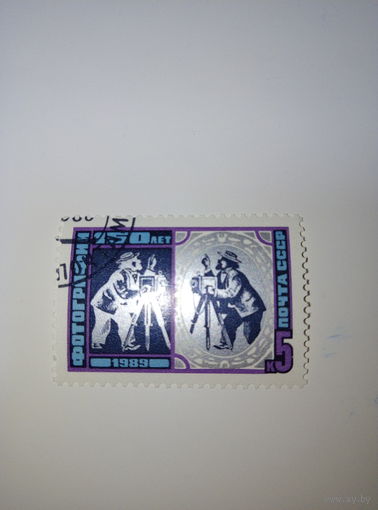 ФОТОГРАФИИ
150 ЛЕТ
1989
ПОЧТА СССР
5 К
www.ay.by